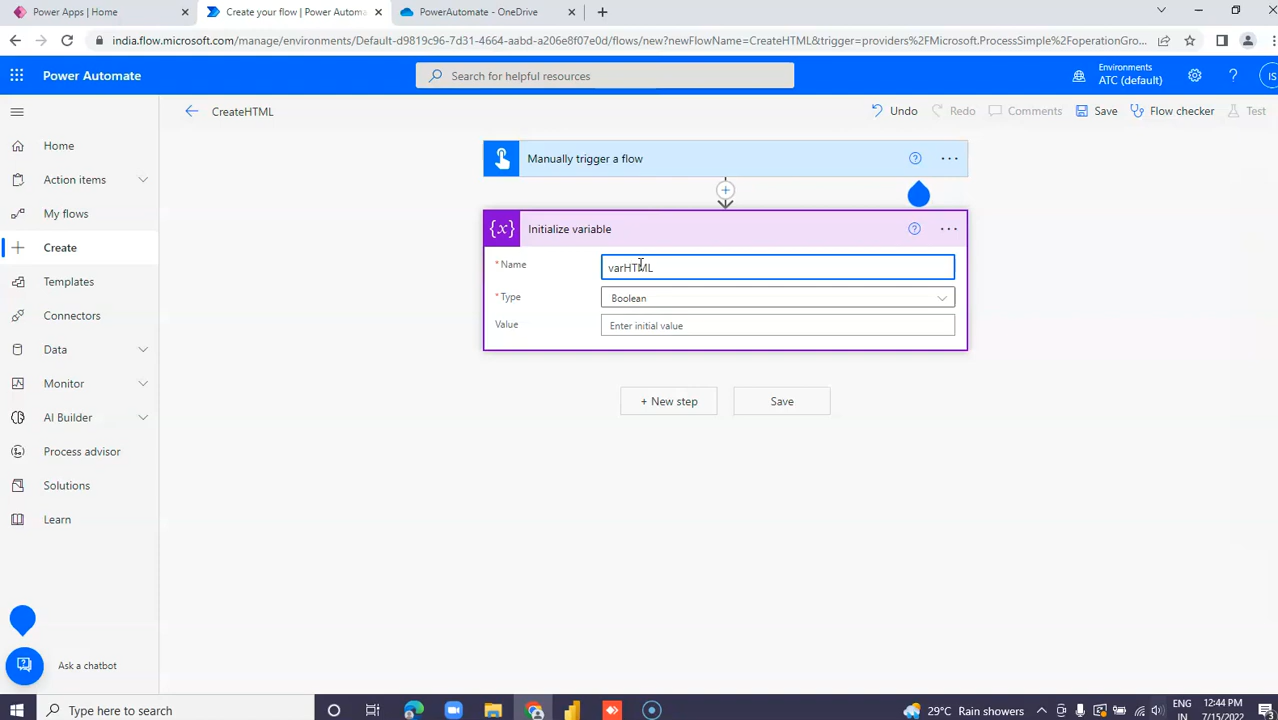 Power Apps | Home
Create your flow | Power Automa
PowerAutomate - OneDrive
india.flow.microsoft.com/manage/environments/Default-d9819c96-7d31-4664-aabd-a206e8f07e0d/flows/new?newFlowName=CreateHTML&trigger=providers%2FMicrosoft.ProcessSimple%2FoperationGro...
Power Automate
Search for helpful resources
Environments
ATC (default)
IS
CreateHTML
Undo
Redo
Comments
Save
Flow checker
Test
Home
Action items
My flows
Create
Templates
Connectors
Data
Monitor
AI Builder
Process advisor
Solutions
Learn
Manually trigger a flow
{x} Initialize variable
* Name
varHTML
* Type
Boolean
Value
Enter initial value
+ New step
Save
Ask a chatbot
Type here to search
29°C Rain showers
ENG
IN
12:44 PM
7/15/2022
2